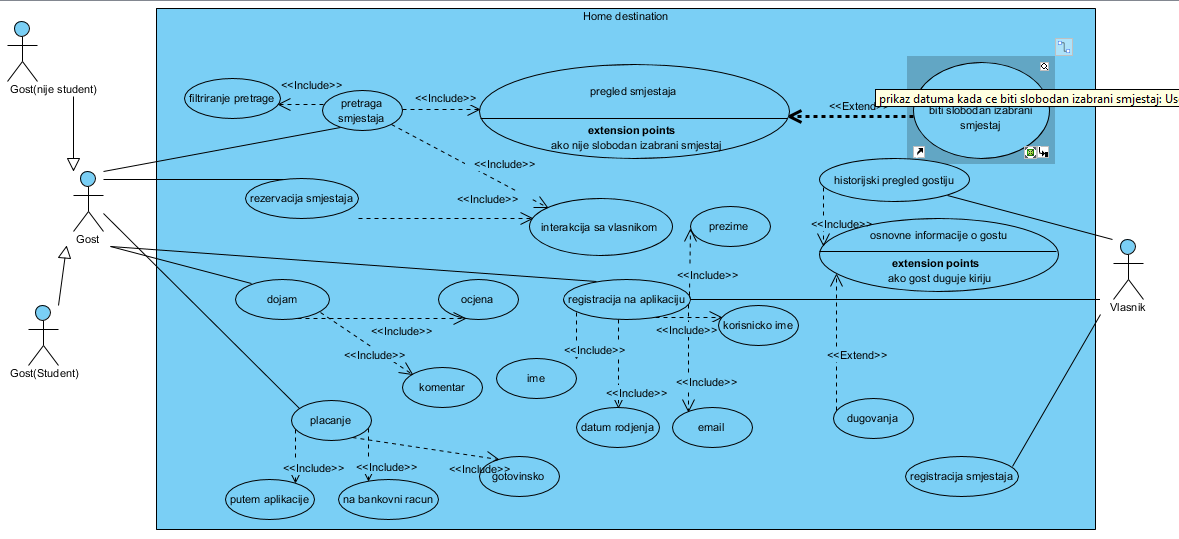 Home destination
Gost(nije student)
filtriranje pretrage
<<Include>>
pretraga
smjestaja
<<Include>>
pregled smjestaja
extension points
ako nije slobodan izabrani smjestaj
<<Extend>>
prikaz datuma kada ce biti slobodan izabrani smjestaj: Us
biti slobodan izabrani
smjestaj
<<Include>>
Gost
rezervacija smjestaja
<<Include>>
interakcija sa vlasnikom
historijski pregled gostiju
<<Include>>
osnovne informacije o gostu
extension points
ako gost duguje kiriju
prezime
<<Include>>
Vlasnik
dojam
ocjena
<<Include>>
<<Include>>
komentar
registracija na aplikaciju
korisnicko ime
<<Include>>
<<Include>>
ime
<<Include>>
datum rodjenja
<<Include>>
email
<<Extend>>
dugovanja
Gost(Student)
placanje
<<Include>>
<<Include>>
<<Include>>
gotovinsko
putem aplikacije
na bankovni racun
registracija smjestaja